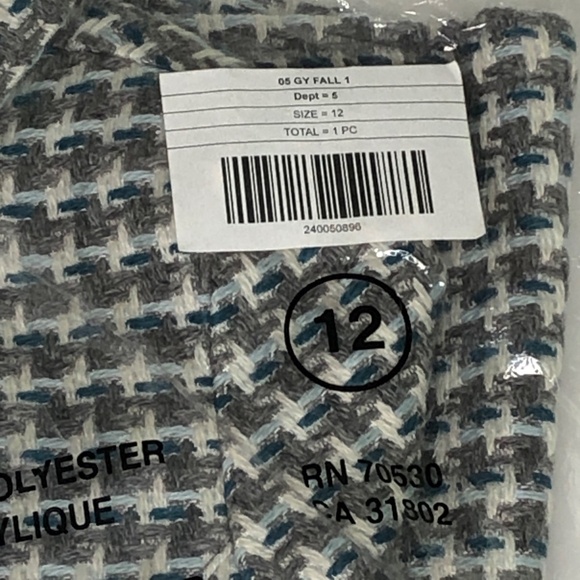 05 GY FALL 1
Dept = 5
SIZE = 12
TOTAL = 1 PC
240050896
12
OLYESTER
YLIQUE
RN 70530
CA 31802